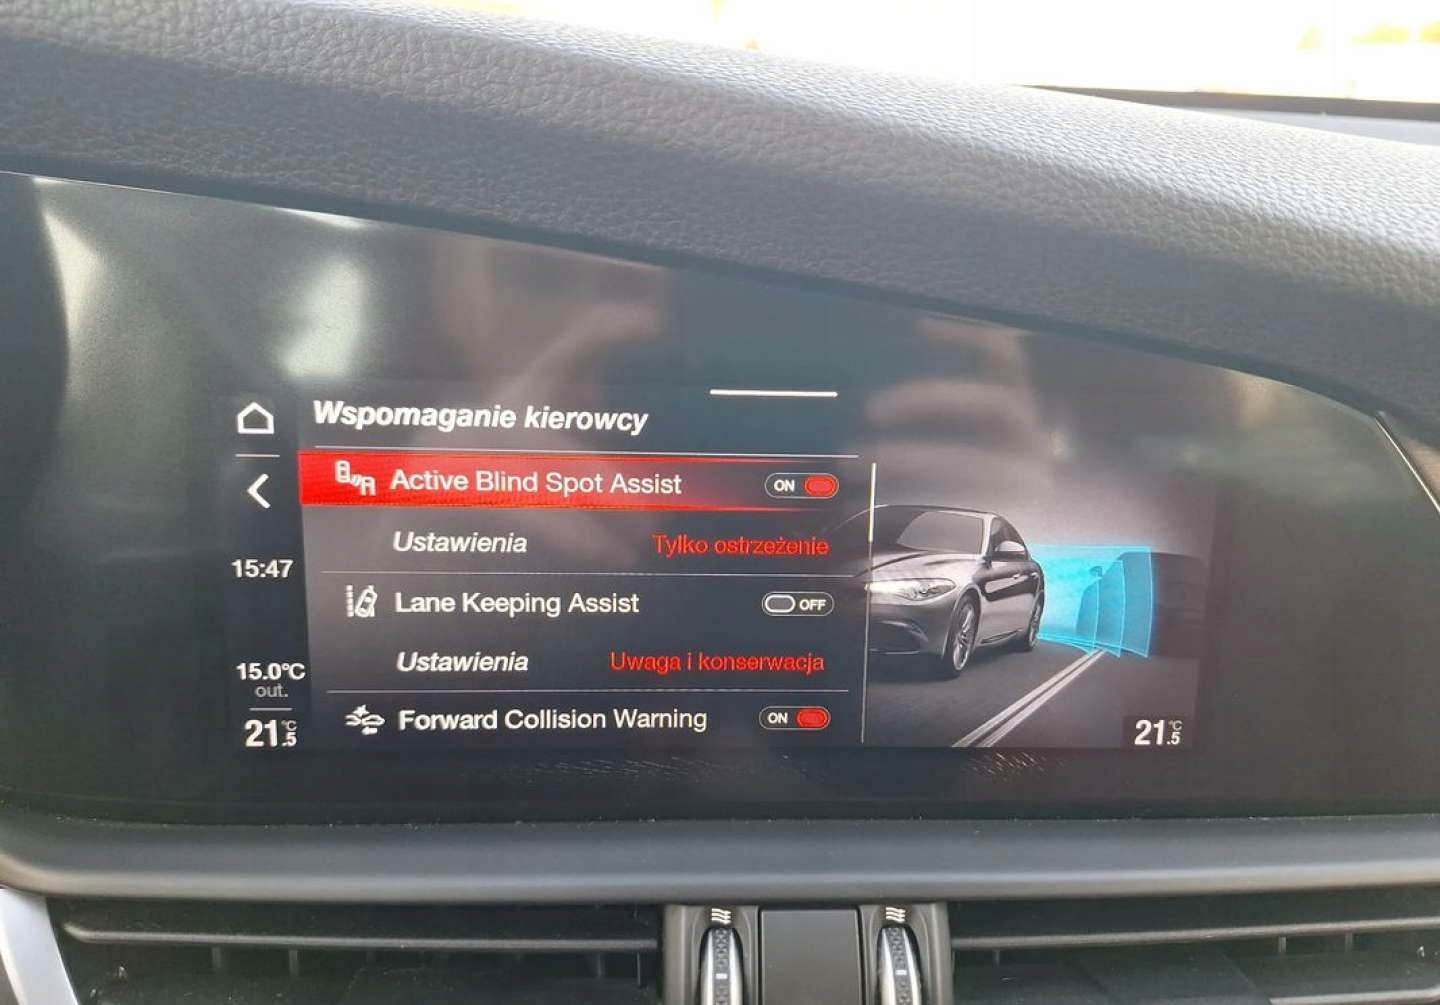 Wspomaganie kierowcy
Active Blind Spot Assist ON
Ustawienia Tylko ostrzeżenie
15:47
Lane Keeping Assist OFF
Ustawienia Uwaga i konserwacja
15.0°C
out.
Forward Collision Warning ON
21.5°C
21.5°C